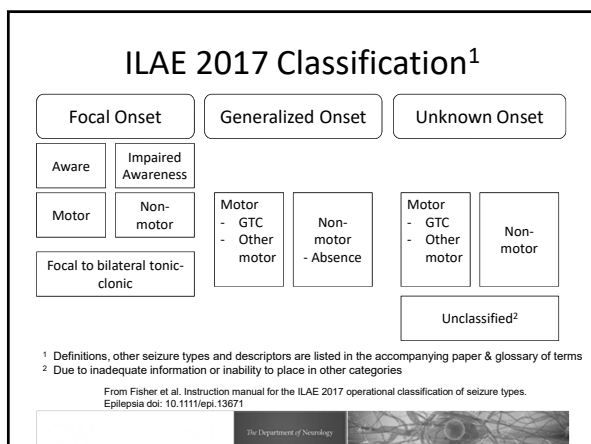 ILAE 2017 Classification1
Focal Onset
Generalized Onset
Unknown Onset
Aware
Impaired
Awareness
Motor
Non-
motor
Focal to bilateral tonic-
clonic
Motor
- GTC
- Other
motor
Non-
motor
- Absence
Motor
- GTC
- Other
motor
Non-
motor
Unclassified2
1 Definitions, other seizure types and descriptors are listed in the accompanying paper & glossary of terms
2 Due to inadequate information or inability to place in other categories
From Fisher et al. Instruction manual for the ILAE 2017 operational classification of seizure types.
Epilepsia doi: 10.1111/epi.13671
The Department of Neurology